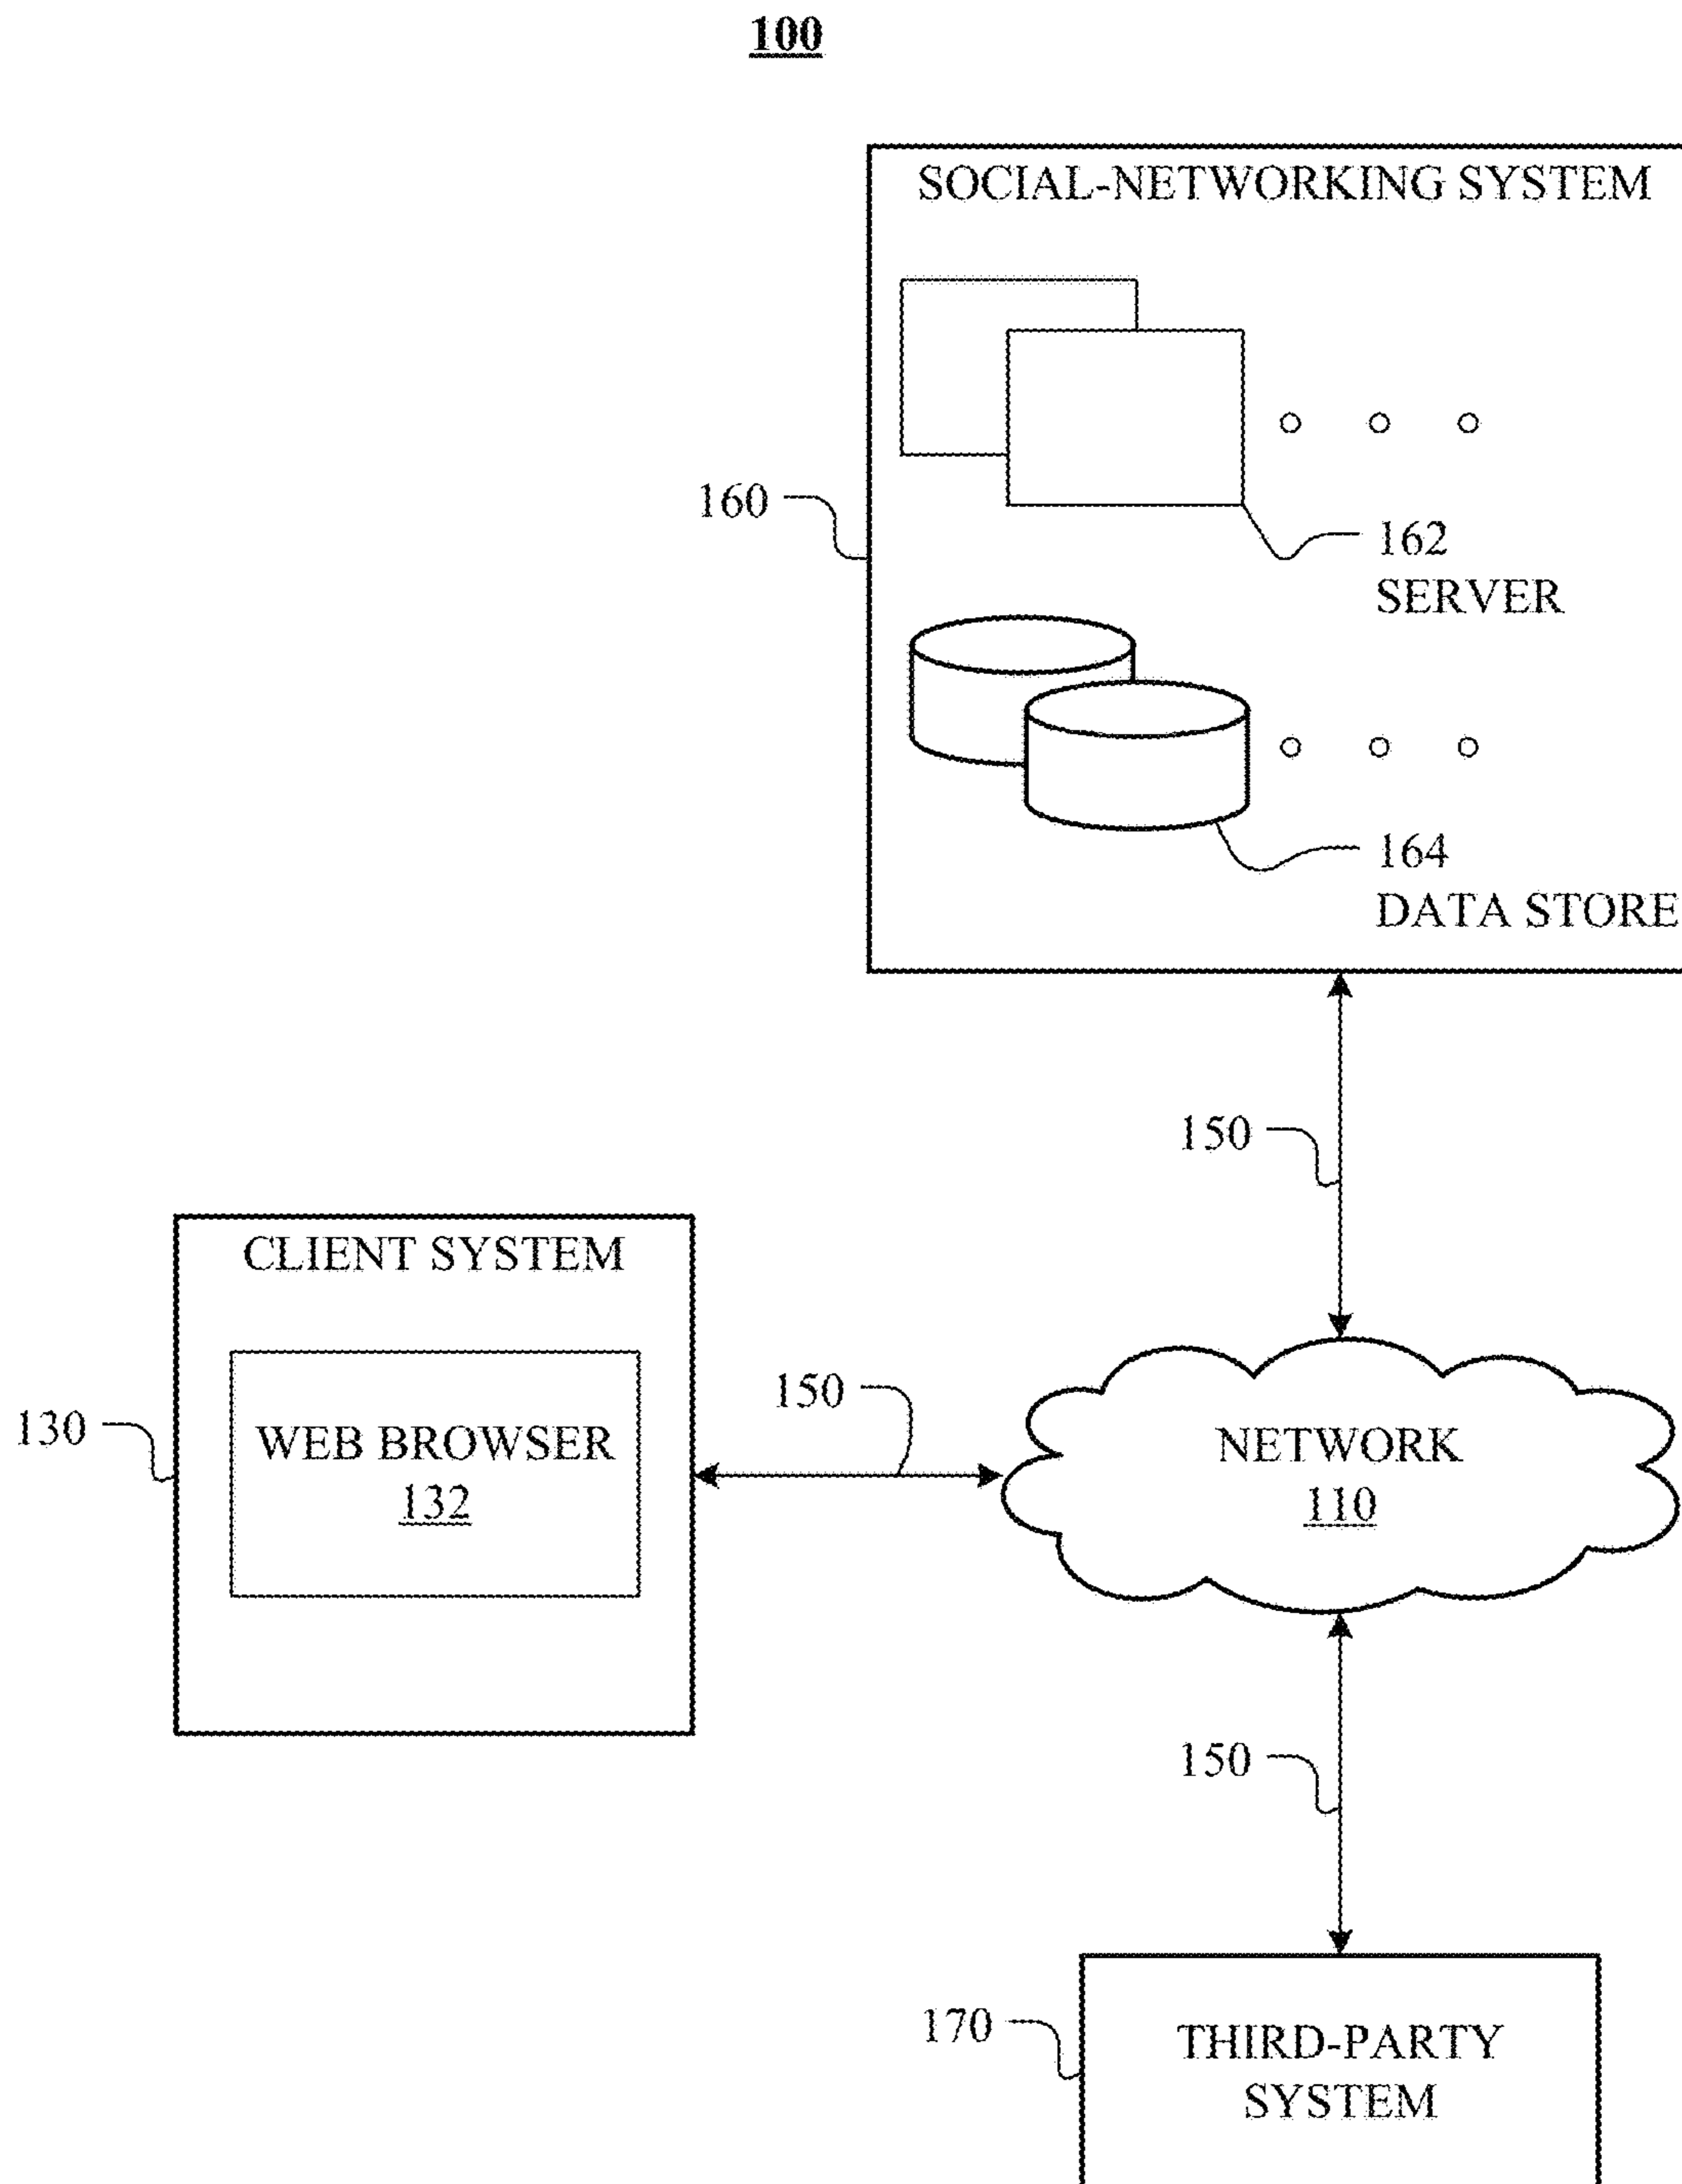 100
SOCIAL-NETWORKING SYSTEM
160
162
SERVER
164
DATA STORE
150
CLIENT SYSTEM
130
WEB BROWSER
132
150
NETWORK
110
150
170
THIRD-PARTY
SYSTEM